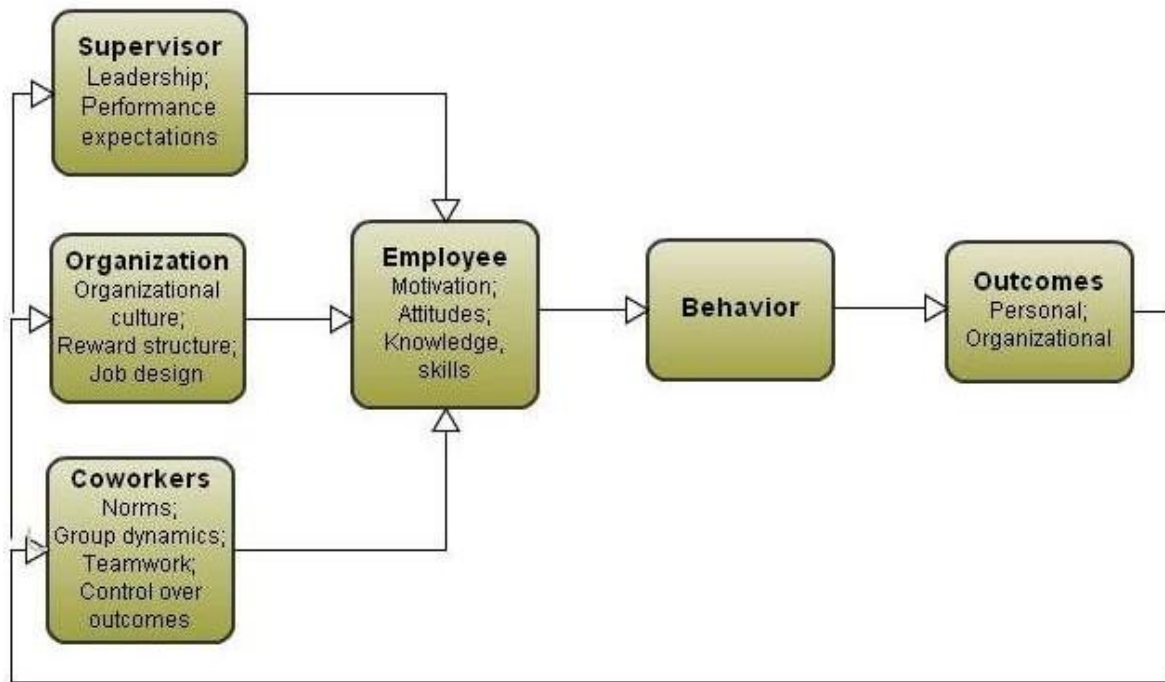 Supervisor
Leadership;
Performance
expectations
Organization
Organizational
culture;
Reward structure;
Job design
Coworkers
Norms;
Group dynamics;
Teamwork;
Control over
outcomes
Employee
Motivation;
Attitudes;
Knowledge,
skills
Behavior
Outcomes
Personal;
Organizational